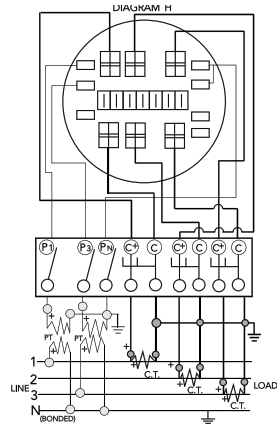 DIAGRAM H
P1 P3 PN C+ C C+ C C+ C
+ +
PT PT
+ + +
1
C.T.
2
LINE LOAD
C.T.
3
C.T.
N
(BONDED)